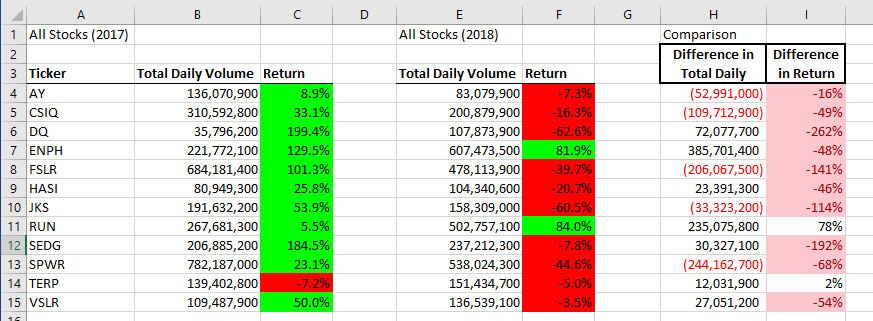 A B C D E F G H I
1 All Stocks (2017) All Stocks (2018) Comparison
2 Difference in Difference
3 Ticker Total Daily Volume Return Total Daily Volume Return Total Daily in Return
4 AY 136,070,900 8.9% 83,079,900 -7.3% (52,991,000) -16%
5 CSIQ 310,592,800 33.1% 200,879,900 -16.3% (109,712,900) -49%
6 DQ 35,796,200 199.4% 107,873,900 -62.6% 72,077,700 -262%
7 ENPH 221,772,100 129.5% 607,473,500 81.9% 385,701,400 -48%
8 FSLR 684,181,400 101.3% 478,113,900 -39.7% (206,067,500) -141%
9 HASI 80,949,300 25.8% 104,340,600 -20.7% 23,391,300 -46%
10 JKS 191,632,200 53.9% 158,309,000 -60.5% (33,323,200) -114%
11 RUN 267,681,300 5.5% 502,757,100 84.0% 235,075,800 78%
12 SEDG 206,885,200 184.5% 237,212,300 -7.8% 30,327,100 -192%
13 SPWR 782,187,000 23.1% 538,024,300 -44.6% (244,162,700) -68%
14 TERP 139,402,800 -7.2% 151,434,700 -5.0% 12,031,900 2%
15 VSLR 109,487,900 50.0% 136,539,100 -3.5% 27,051,200 -54%